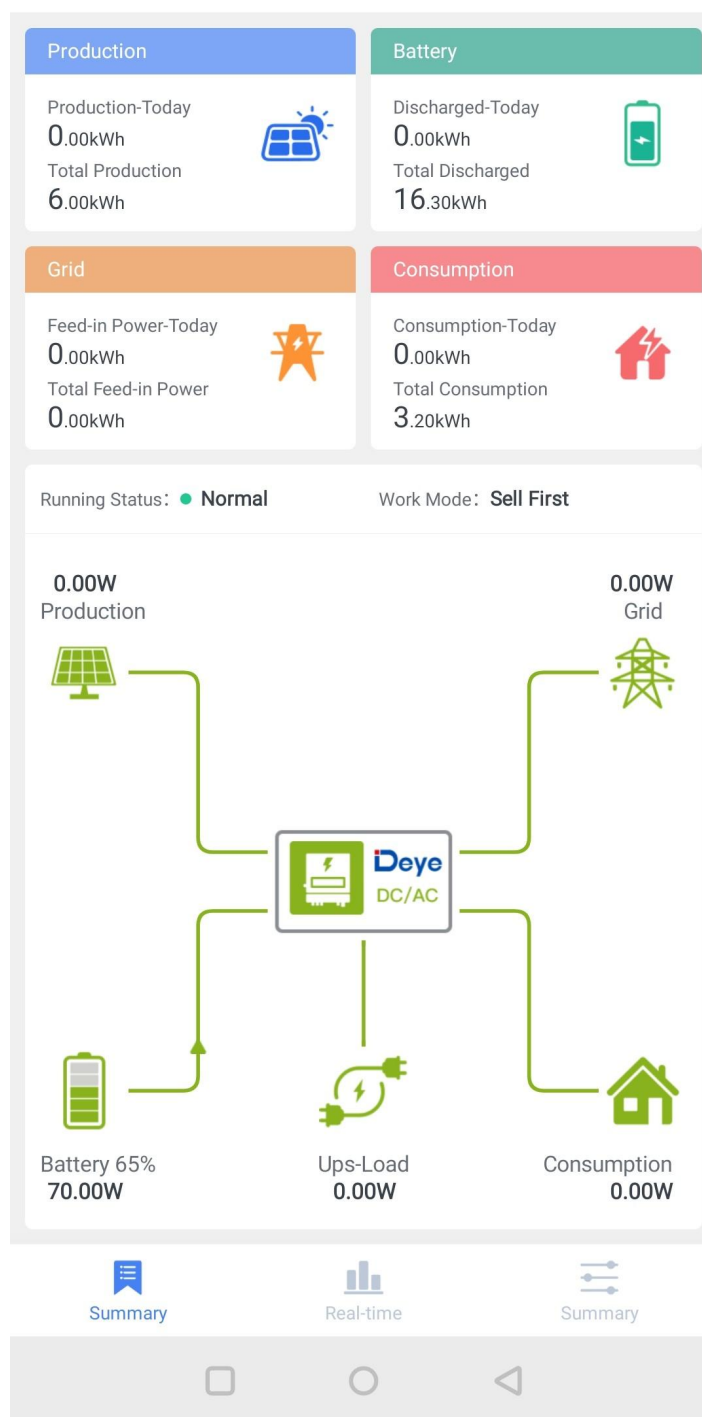 Production
Production-Today
0.00kWh
Total Production
6.00kWh
Battery
Discharged-Today
0.00kWh
Total Discharged
16.30kWh
Grid
Feed-in Power-Today
0.00kWh
Total Feed-in Power
0.00kWh
Consumption
Consumption-Today
0.00kWh
Total Consumption
3.20kWh
Running Status: Normal
Work Mode: Sell First
0.00W
Production
0.00W
Grid
Deye
DC/AC
Battery 65%
70.00W
Ups-Load
0.00W
Consumption
0.00W
Summary
Real-time
Summary